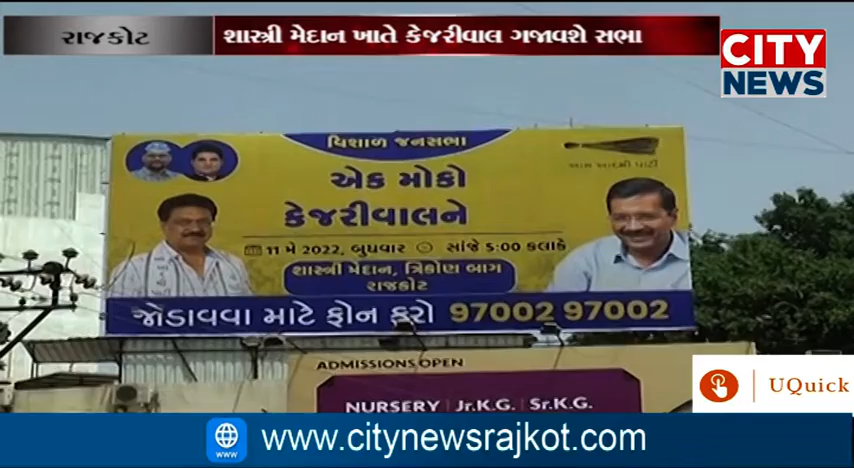 રાજકોટ
શાસ્ત્રી મેદાન ખાતે કેજરીવાલ ગજાવશે સભા
CITY
NEWS
વિશાળ જનસભા
આમ આદમી પાર્ટી
એક મોકો
કેજરીવાલને
11 મે 2022, બુધવાર સાંજે 5:00 કલાકે
શાસ્ત્રી મેદાન, ત્રિકોણ બાગ
રાજકોટ
જોડાવવા માટે ફોન કરો 97002 97002
ADMISSIONS OPEN
NURSERY | Jr.K.G. | Sr.K.G.
UQuick
www.citynewsrajkot.com